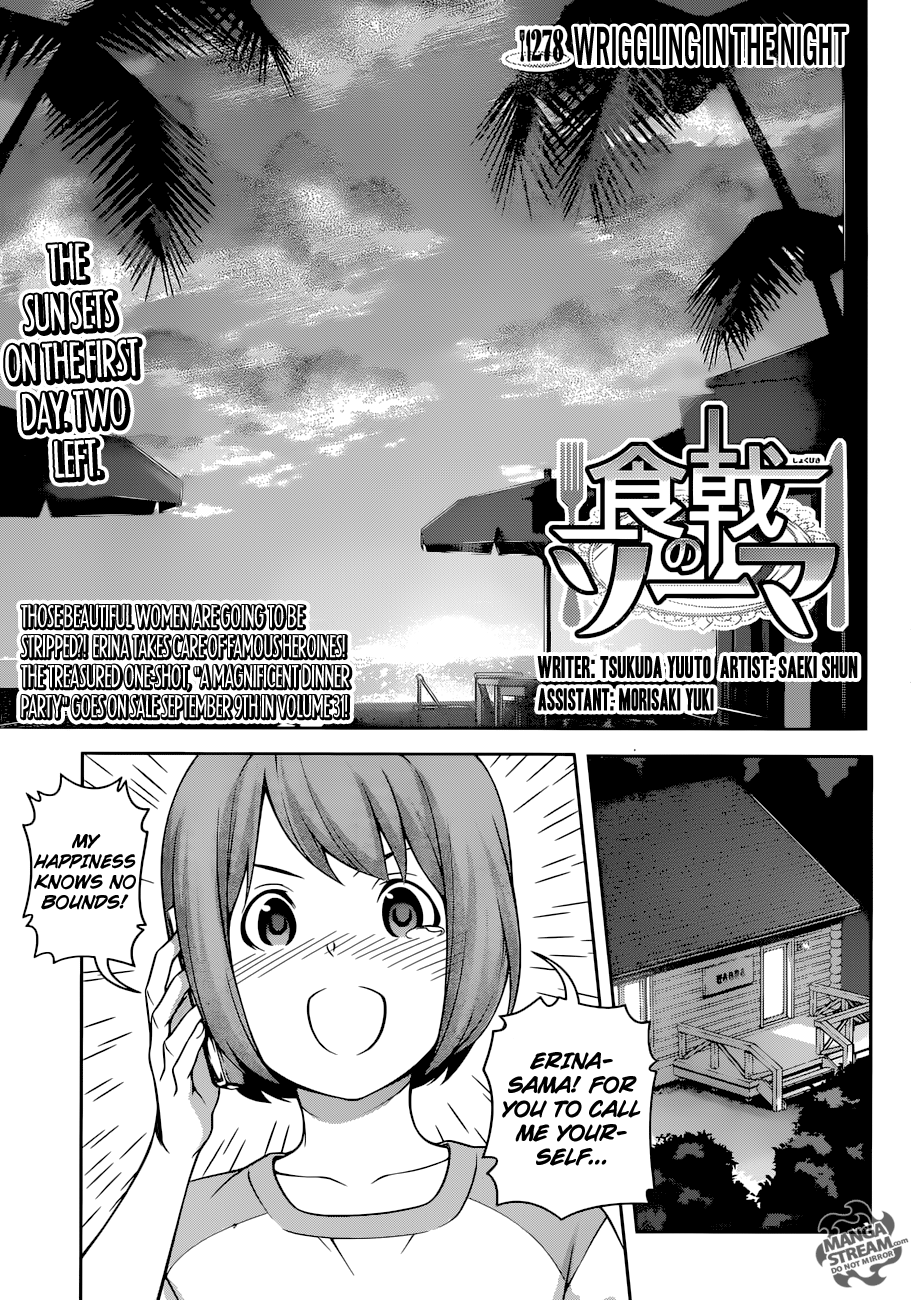 #278 WRIGGLING IN THE NIGHT
THE
SUN SETS
ON THE FIRST
DAY. TWO
LEFT.
しょくげき
食戟
の
ソーマ
THOSE BEAUTIFUL WOMEN ARE GOING TO BE
STRIPPED?! ERINA TAKES CARE OF FAMOUS HEROINES!
THE TREASURED ONE-SHOT, "A MAGNIFICENT DINNER
PARTY" GOES ON SALE SEPTEMBER 9TH IN VOLUME 31!
WRITER: TSUKUDA YUUTO ARTIST: SAEKI SHUN
ASSISTANT: MORISAKI YUKI
ERINA-
SAMA! FOR
YOU TO CALL
ME YOUR-
SELF...
MY
HAPPINESS
KNOWS NO
BOUNDS!
MANGA
STREAM.com
DO NOT MIRROR